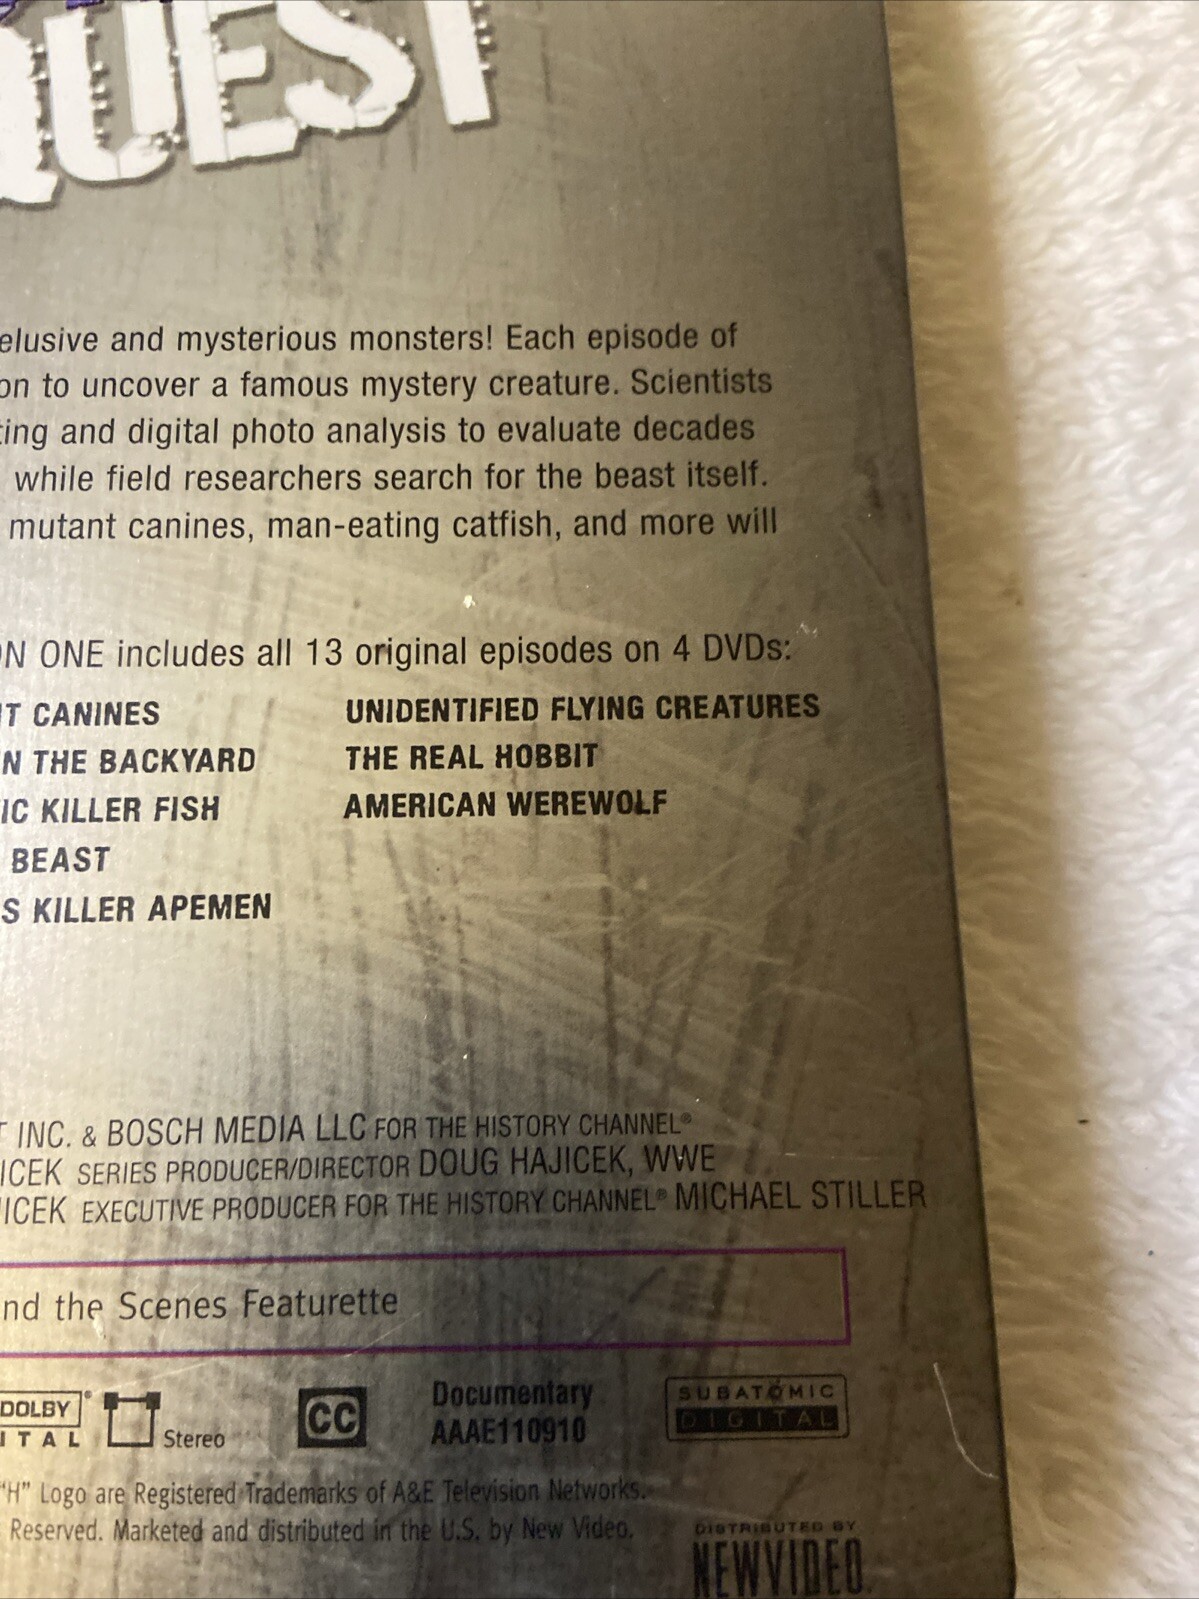 QUEST
elusive and mysterious monsters! Each episode of
on to uncover a famous mystery creature. Scientists
ting and digital photo analysis to evaluate decades
while field researchers search for the beast itself.
mutant canines, man-eating catfish, and more will
ON ONE includes all 13 original episodes on 4 DVDs:
T CANINES
N THE BACKYARD
IC KILLER FISH
BEAST
S KILLER APEMEN
UNIDENTIFIED FLYING CREATURES
THE REAL HOBBIT
AMERICAN WEREWOLF
T INC. & BOSCH MEDIA LLC FOR THE HISTORY CHANNEL®
ICEK SERIES PRODUCER/DIRECTOR DOUG HAJICEK, WWE
JICEK EXECUTIVE PRODUCER FOR THE HISTORY CHANNEL® MICHAEL STILLER
nd the Scenes Featurette
DOLBY®
ITAL
Stereo
CC
Documentary
AAAE110910
SUBATOMIC
DIGITAL
"H" Logo are Registered Trademarks of A&E Television Networks.
Reserved. Marketed and distributed in the U.S. by New Video.
DISTRIBUTED BY
NEWVIDEO